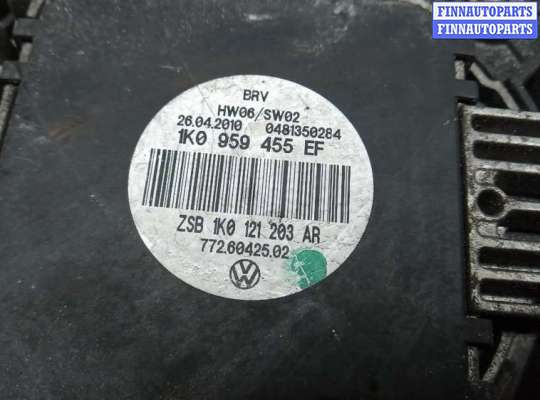 FINNAUTOPARTS
FINNAUTOPARTS
BRV
HW06/SW02
26.04.2010 0481350284
1K0 959 455 EF
ZSB 1K0 121 203 AR
772.60425.02